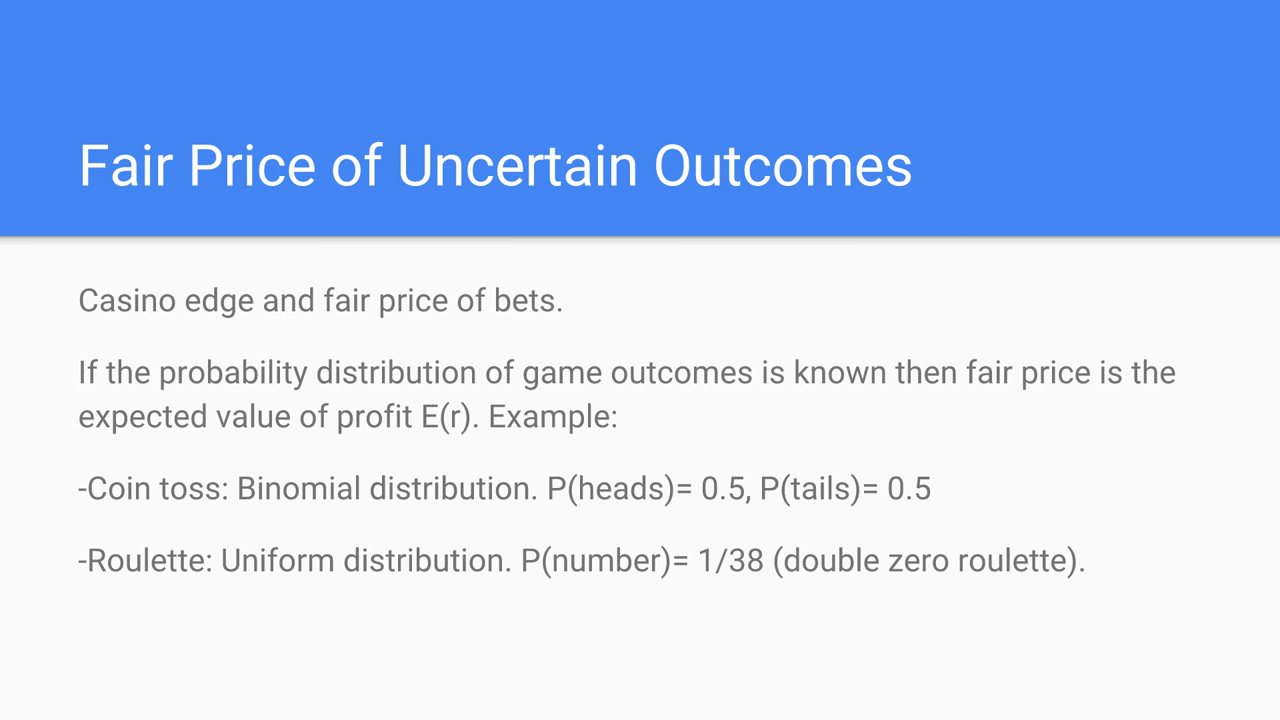 Fair Price of Uncertain Outcomes
Casino edge and fair price of bets.
If the probability distribution of game outcomes is known then fair price is the
expected value of profit E(r). Example:
-Coin toss: Binomial distribution. P(heads)= 0.5, P(tails)= 0.5
-Roulette: Uniform distribution. P(number)= 1/38 (double zero roulette).